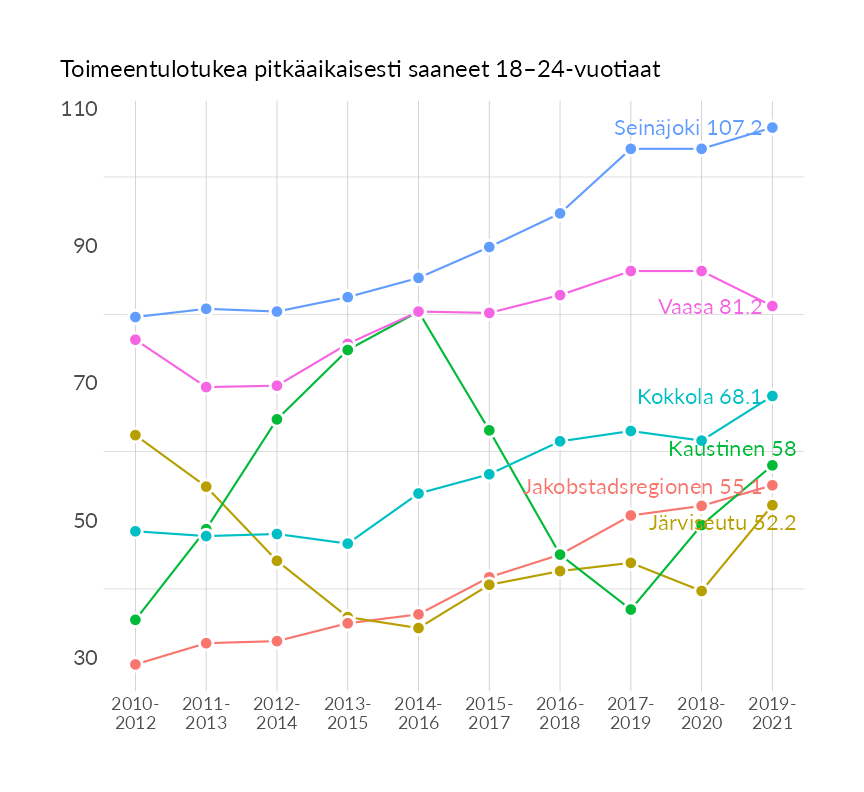 Toimeentulotukea pitkäaikaisesti saaneet 18–24-vuotiaat
110
90
70
50
30
Seinäjoki 107.2
Vaasa 81.2
Kokkola 68.1
Kaustinen 58
Jakobstadsregionen 55.1
Järviseutu 52.2
2010- 2011- 2012- 2013- 2014- 2015- 2016- 2017- 2018- 2019-
2012 2013 2014 2015 2016 2017 2018 2019 2020 2021